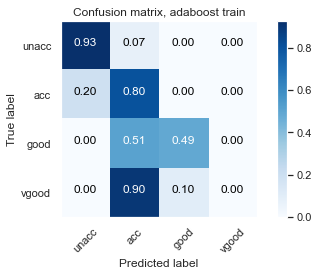 Confusion matrix, adaboost train
unacc 0.93 0.07 0.00 0.00
acc 0.20 0.80 0.00 0.00
good 0.00 0.51 0.49 0.00
vgood 0.00 0.90 0.10 0.00
True label
unacc acc good vgood
Predicted label
0.8
0.6
0.4
0.2
0.0